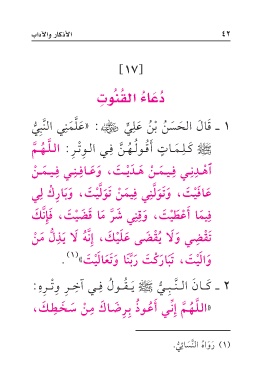 ٤٢ الأذكار والآداب
[١٧]
دُعَاءُ القُنُوتِ
١ ـ قَالَ الحَسَنُ بْنُ عَلِيٍّ ﷺ: «عَلَّمَنِي النَّبِيُّ
ﷺ كَلِمَاتٍ أَقُولُهُنَّ فِي الوِتْرِ: اللَّهُمَّ
ٱهْدِنِي فِيمَنْ هَدَيْتَ، وَعَافِنِي فِيمَنْ
عَافَيْتَ، وَتَوَلَّنِي فِيمَنْ تَوَلَّيْتَ، وَبَارِكْ لِي
فِيمَا أَعْطَيْتَ، وَقِنِي شَرَّ مَا قَضَيْتَ، فَإِنَّكَ
تَقْضِي وَلَا يُقْضَى عَلَيْكَ، إِنَّهُ لَا يَذِلُّ مَنْ
وَالَيْتَ، تَبَارَكْتَ رَبَّنَا وَتَعَالَيْتَ»(١).
٢ ـ كَانَ النَّبِيُّ ﷺ يَقُولُ فِي آخِرِ وِتْرِهِ:
«اللَّهُمَّ إِنِّي أَعُوذُ بِرِضَاكَ مِنْ سَخَطِكَ،
(١) رَوَاهُ النَّسَائِيُّ.